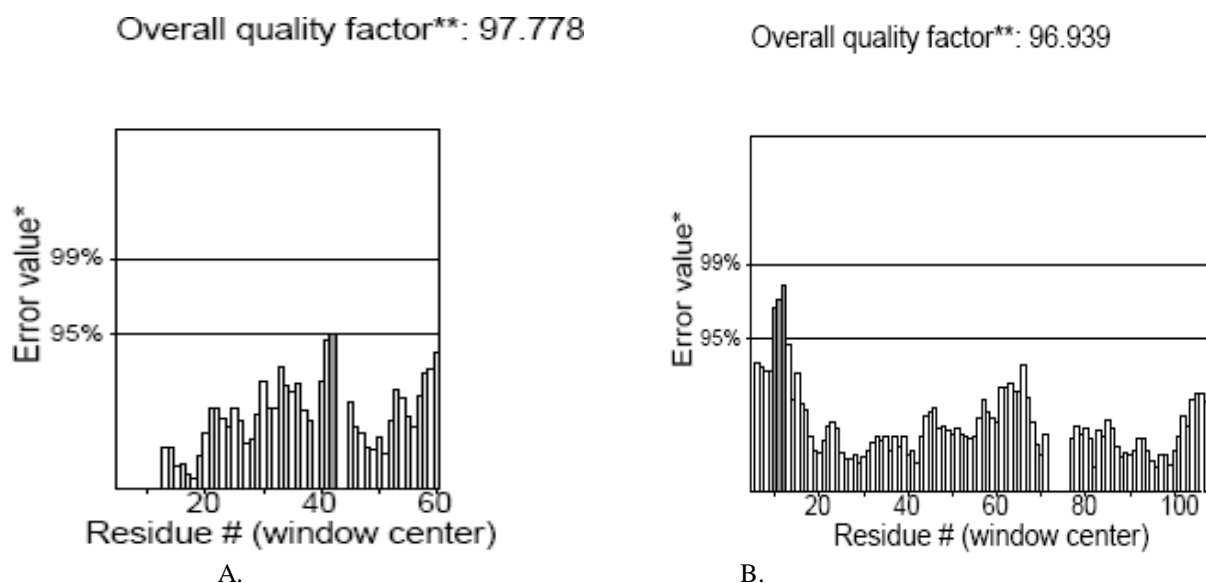 Overall quality factor**: 97.778
Error value*
99%
95%
20 40 60
Residue # (window center)
A.
Overall quality factor**: 96.939
Error value*
99%
95%
20 40 60 80 100
Residue # (window center)
B.